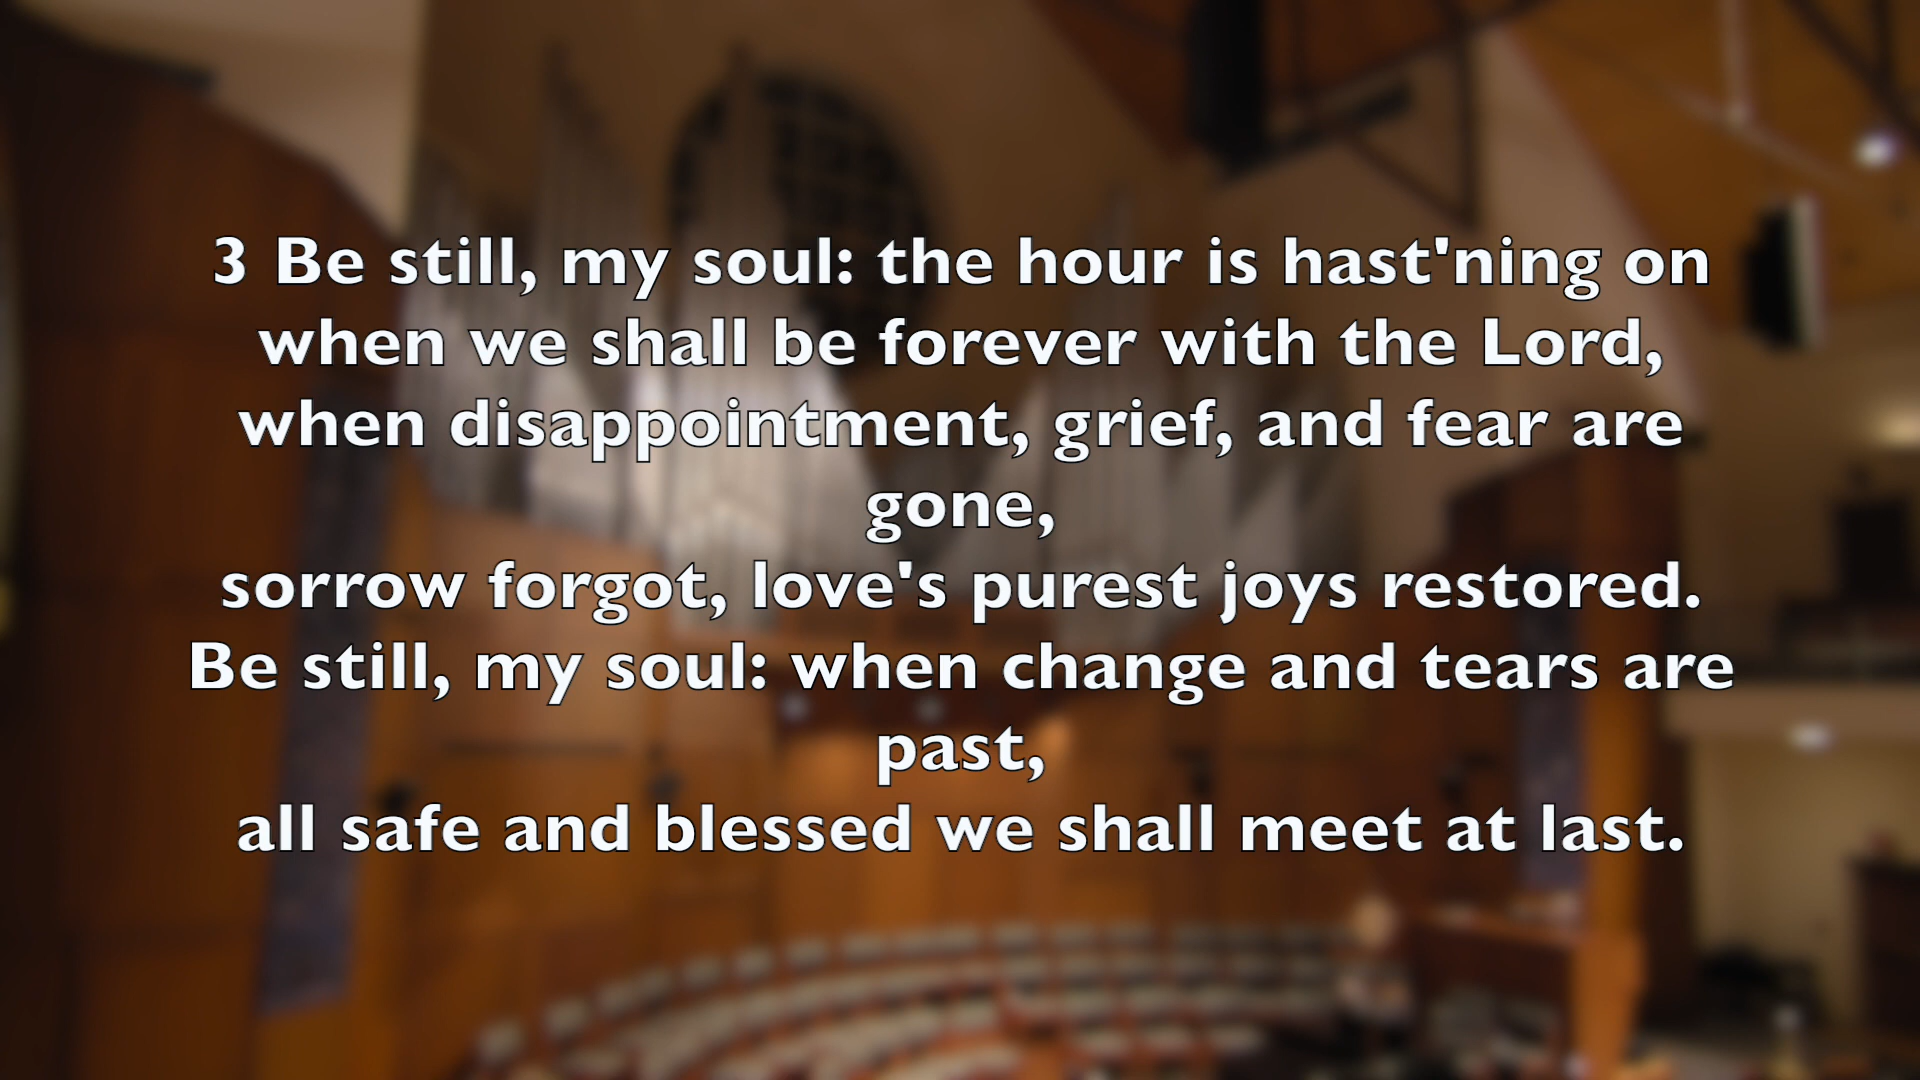 3 Be still, my soul: the hour is hast'ning on
when we shall be forever with the Lord,
when disappointment, grief, and fear are
gone,
sorrow forgot, love's purest joys restored.
Be still, my soul: when change and tears are
past,
all safe and blessed we shall meet at last.